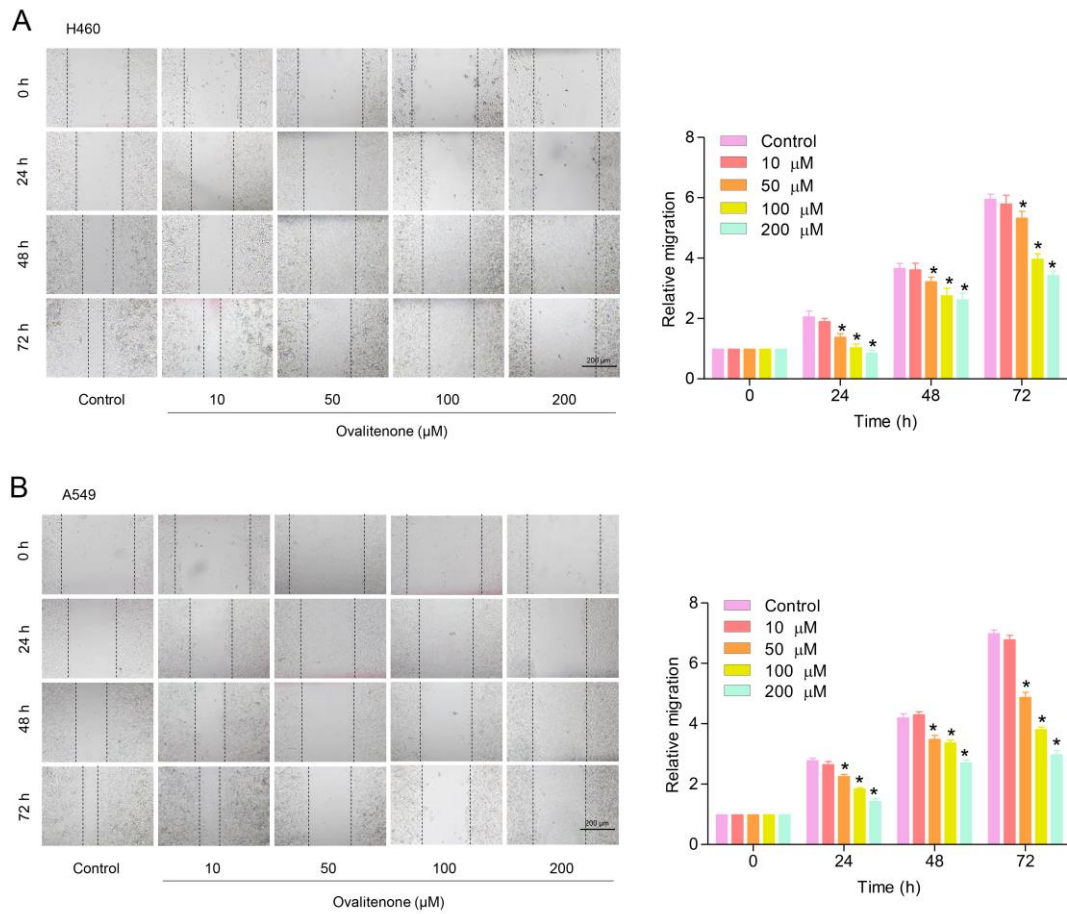 A
H460
0 h
24 h
48 h
72 h
200 μm
Control
10
50
100
200
Ovalitenone (μM)
Relative migration
8
6
4
2
0
Control
10 μM
50 μM
100 μM
200 μM
* * *
* * *
* * *
0
24
48
72
Time (h)
B
A549
0 h
24 h
48 h
72 h
200 μm
Control
10
50
100
200
Ovalitenone (μM)
Relative migration
8
6
4
2
0
Control
10 μM
50 μM
100 μM
200 μM
* * *
* * *
* * *
0
24
48
72
Time (h)